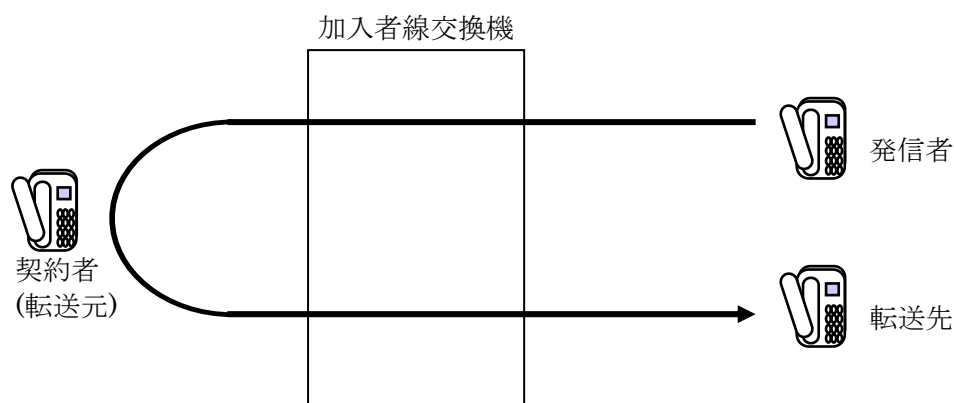 加入者線交換機
発信者
契約者
(転送元)
転送先